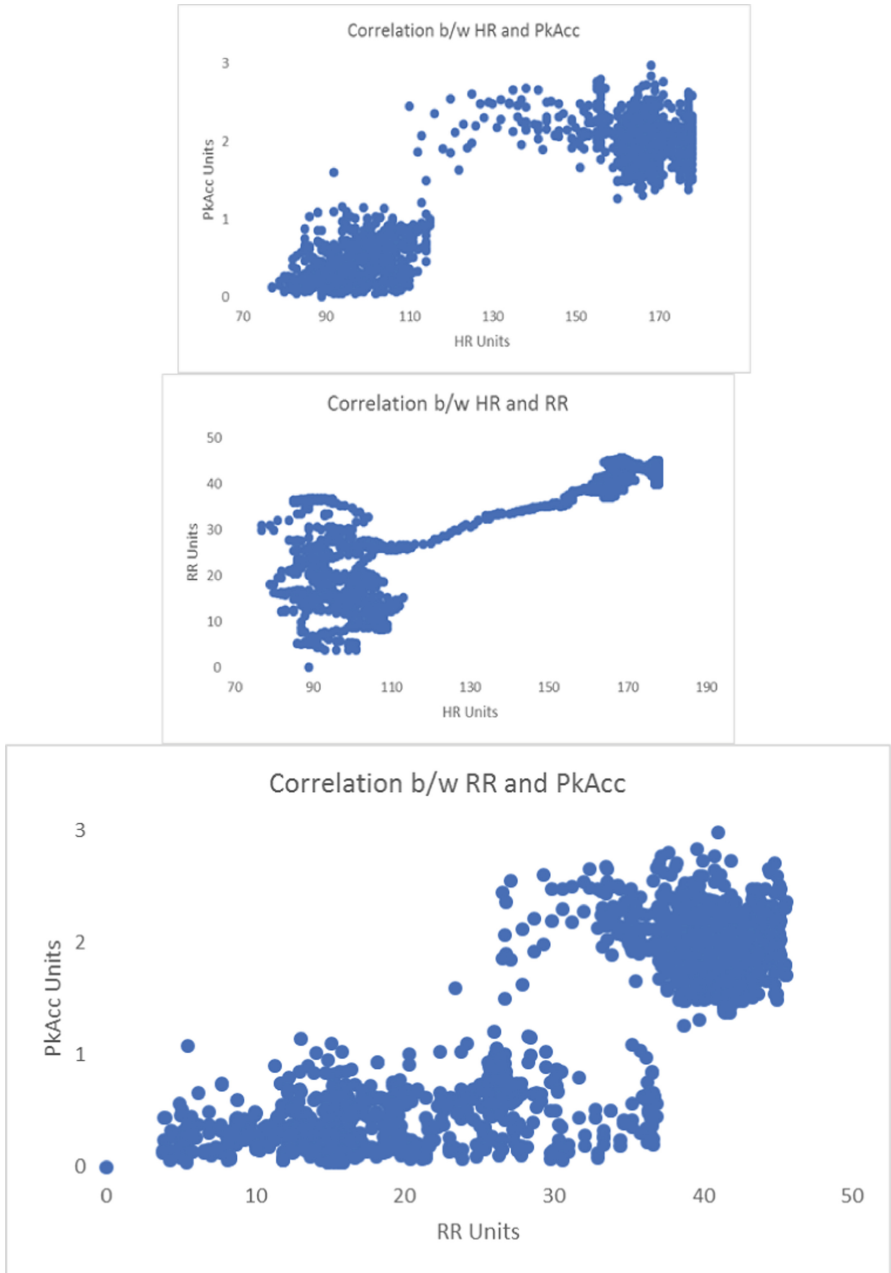 Correlation b/w HR and PkAcc
3
2
1
0
PkAcc Units
70 90 110 130 150 170
HR Units
Correlation b/w HR and RR
50
40
30
20
10
0
RR Units
70 90 110 130 150 170 190
HR Units
Correlation b/w RR and PkAcc
3
2
1
0
PkAcc Units
0 10 20 30 40 50
RR Units